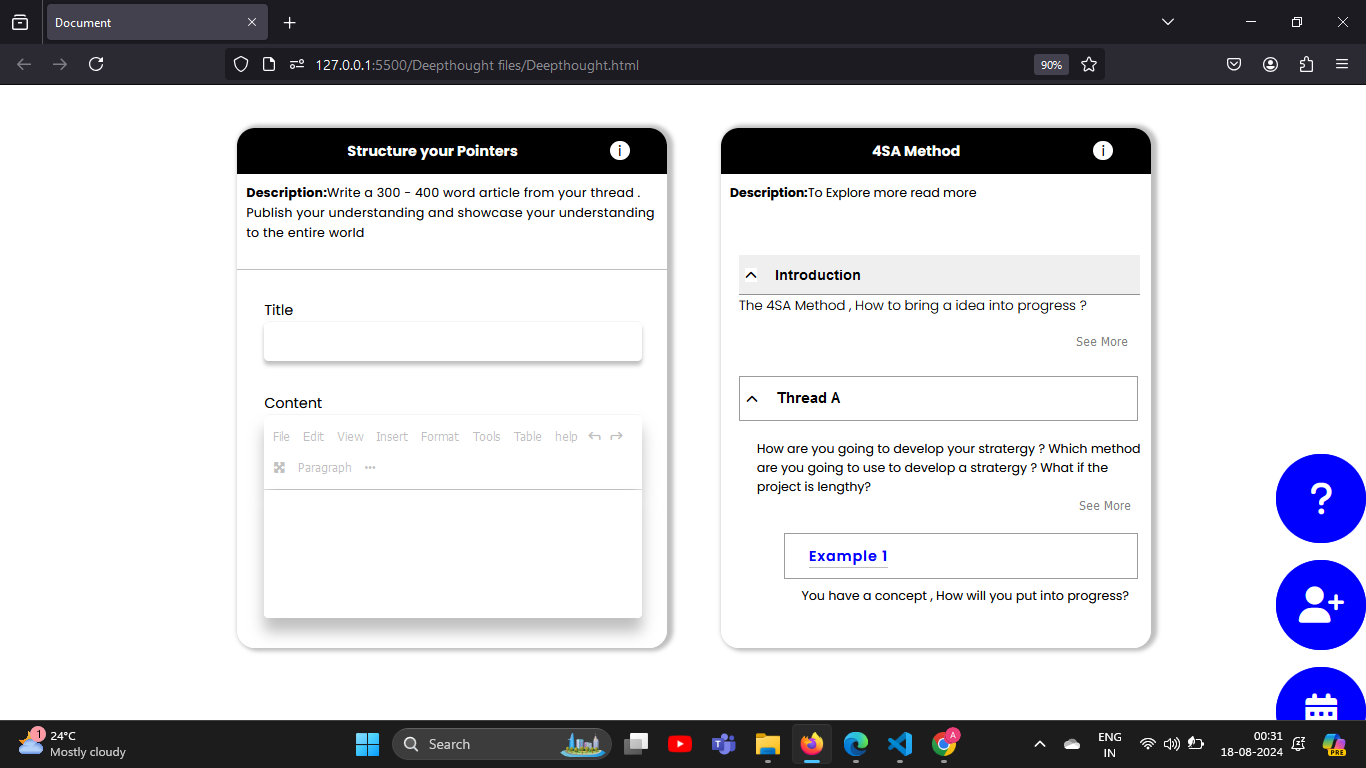 Document
127.0.0.1:5500/Deepthought files/Deepthought.html
90%
Structure your Pointers
i
Description:Write a 300 - 400 word article from your thread .
Publish your understanding and showcase your understanding
to the entire world
Title
Content
File Edit View Insert Format Tools Table help
Paragraph
4SA Method
i
Description:To Explore more read more
Introduction
The 4SA Method , How to bring a idea into progress ?
See More
Thread A
How are you going to develop your stratergy ? Which method
are you going to use to develop a stratergy ? What if the
project is lengthy?
See More
Example 1
You have a concept , How will you put into progress?
?
1
24°C
Mostly cloudy
Search
A
ENG
IN
00:31
18-08-2024
PRE